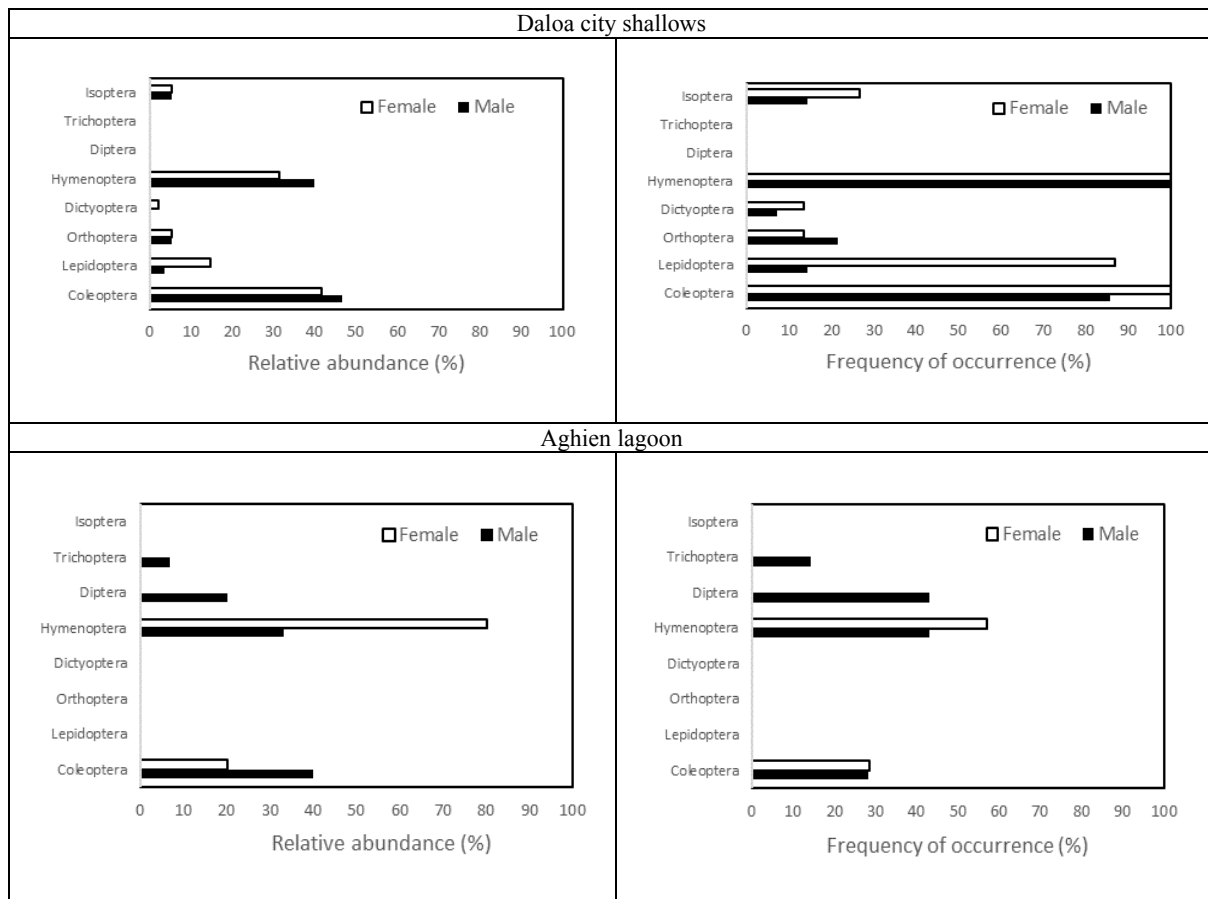 Daloa city shallows
Female Male
Isoptera
Trichoptera
Diptera
Hymenoptera
Dictyoptera
Orthoptera
Lepidoptera
Coleoptera
0 10 20 30 40 50 60 70 80 90 100
Relative abundance (%)
Female Male
Isoptera
Trichoptera
Diptera
Hymenoptera
Dictyoptera
Orthoptera
Lepidoptera
Coleoptera
0 10 20 30 40 50 60 70 80 90 100
Frequency of occurrence (%)
Aghien lagoon
Female Male
Isoptera
Trichoptera
Diptera
Hymenoptera
Dictyoptera
Orthoptera
Lepidoptera
Coleoptera
0 10 20 30 40 50 60 70 80 90 100
Relative abundance (%)
Female Male
Isoptera
Trichoptera
Diptera
Hymenoptera
Dictyoptera
Orthoptera
Lepidoptera
Coleoptera
0 10 20 30 40 50 60 70 80 90 100
Frequency of occurrence (%)